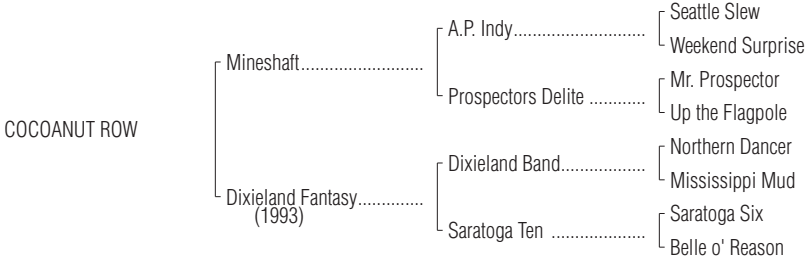 Seattle Slew
A.P. Indy...........................
Weekend Surprise
Mineshaft.........................
Mr. Prospector
Prospectors Delite ............
Up the Flagpole
COCOANUT ROW
Northern Dancer
Dixieland Band..................
Mississippi Mud
Dixieland Fantasy..............
(1993)
Saratoga Six
Saratoga Ten ....................
Belle o' Reason